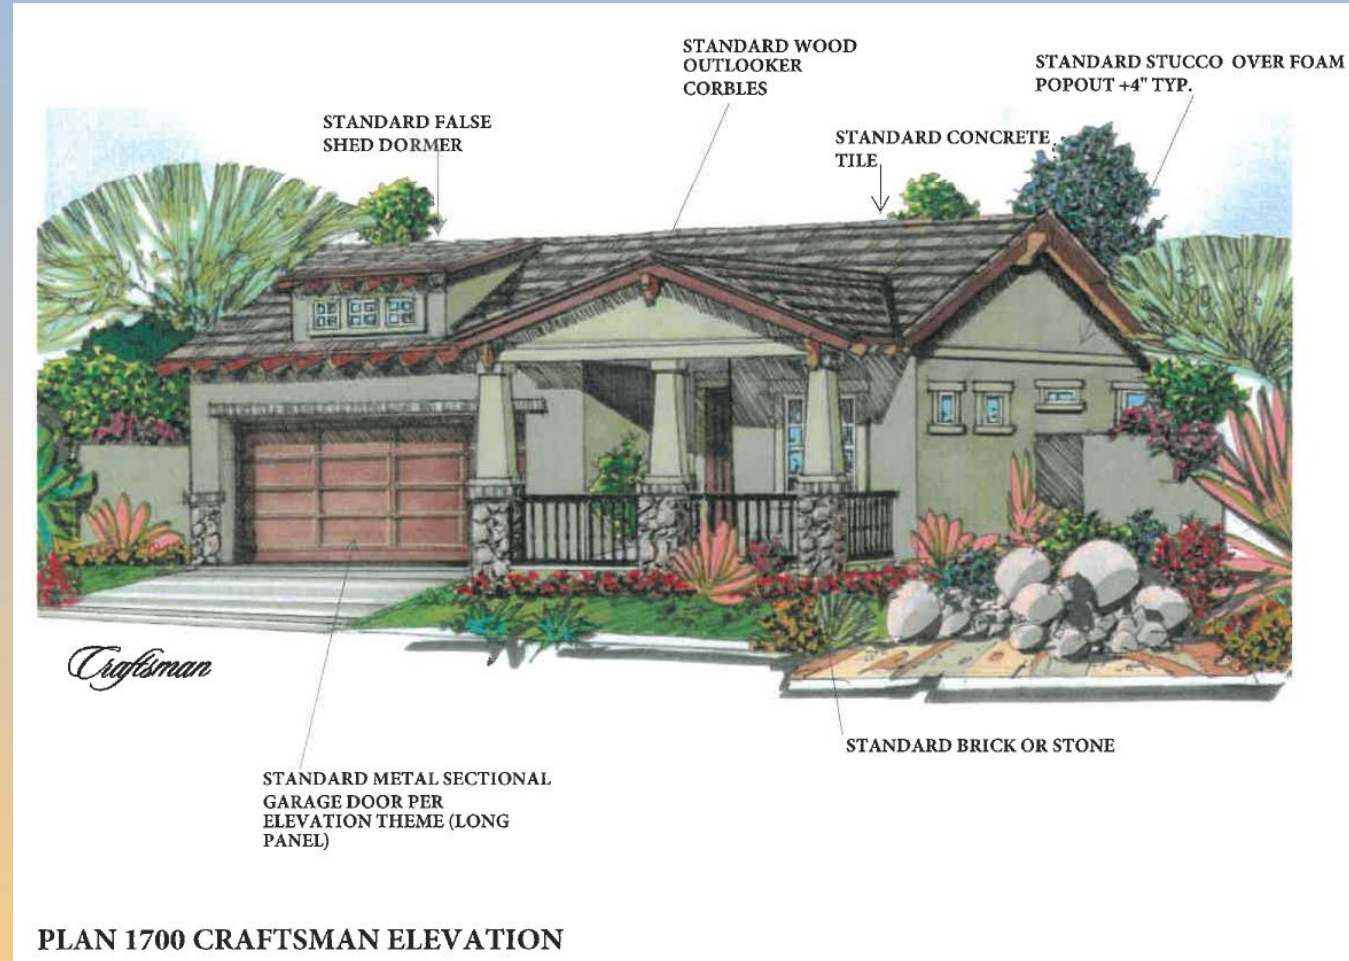 STANDARD WOOD
OUTLOOKER
CORBLES
STANDARD STUCCO OVER FOAM
POPOUT +4" TYP.
STANDARD FALSE
SHED DORMER
STANDARD CONCRETE
TILE
Craftsman
STANDARD BRICK OR STONE
STANDARD METAL SECTIONAL
GARAGE DOOR PER
ELEVATION THEME (LONG
PANEL)
PLAN 1700 CRAFTSMAN ELEVATION